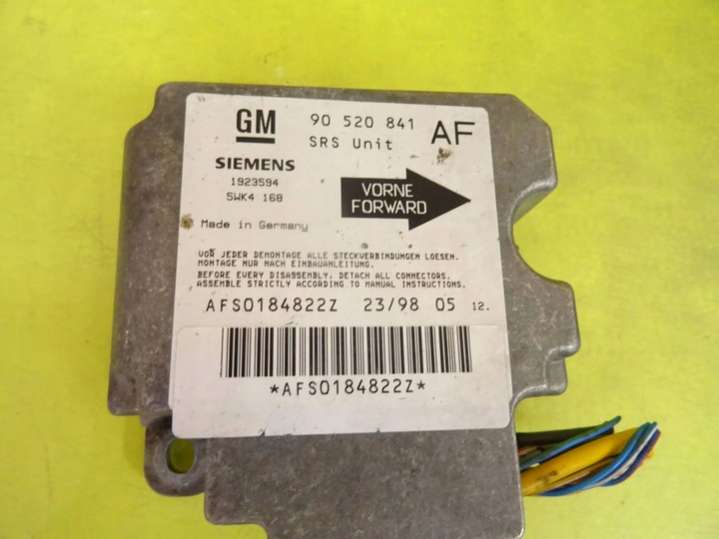 GM 90 520 841 AF
SRS Unit
SIEMENS
1923594
5WK4 168
VORNE
FORWARD
Made in Germany
VOR JEDER DEMONTAGE ALLE STECKVERBINDUNGEN LOESEN.
MONTAGE NUR NACH EINBAUANLEITUNG.
BEFORE EVERY DISASSEMBLY, DETACH ALL CONNECTORS.
ASSEMBLE STRICTLY ACCORDING TO MANUAL INSTRUCTIONS.
AFS0184822Z 23/98 05 12.
*AFS0184822Z*